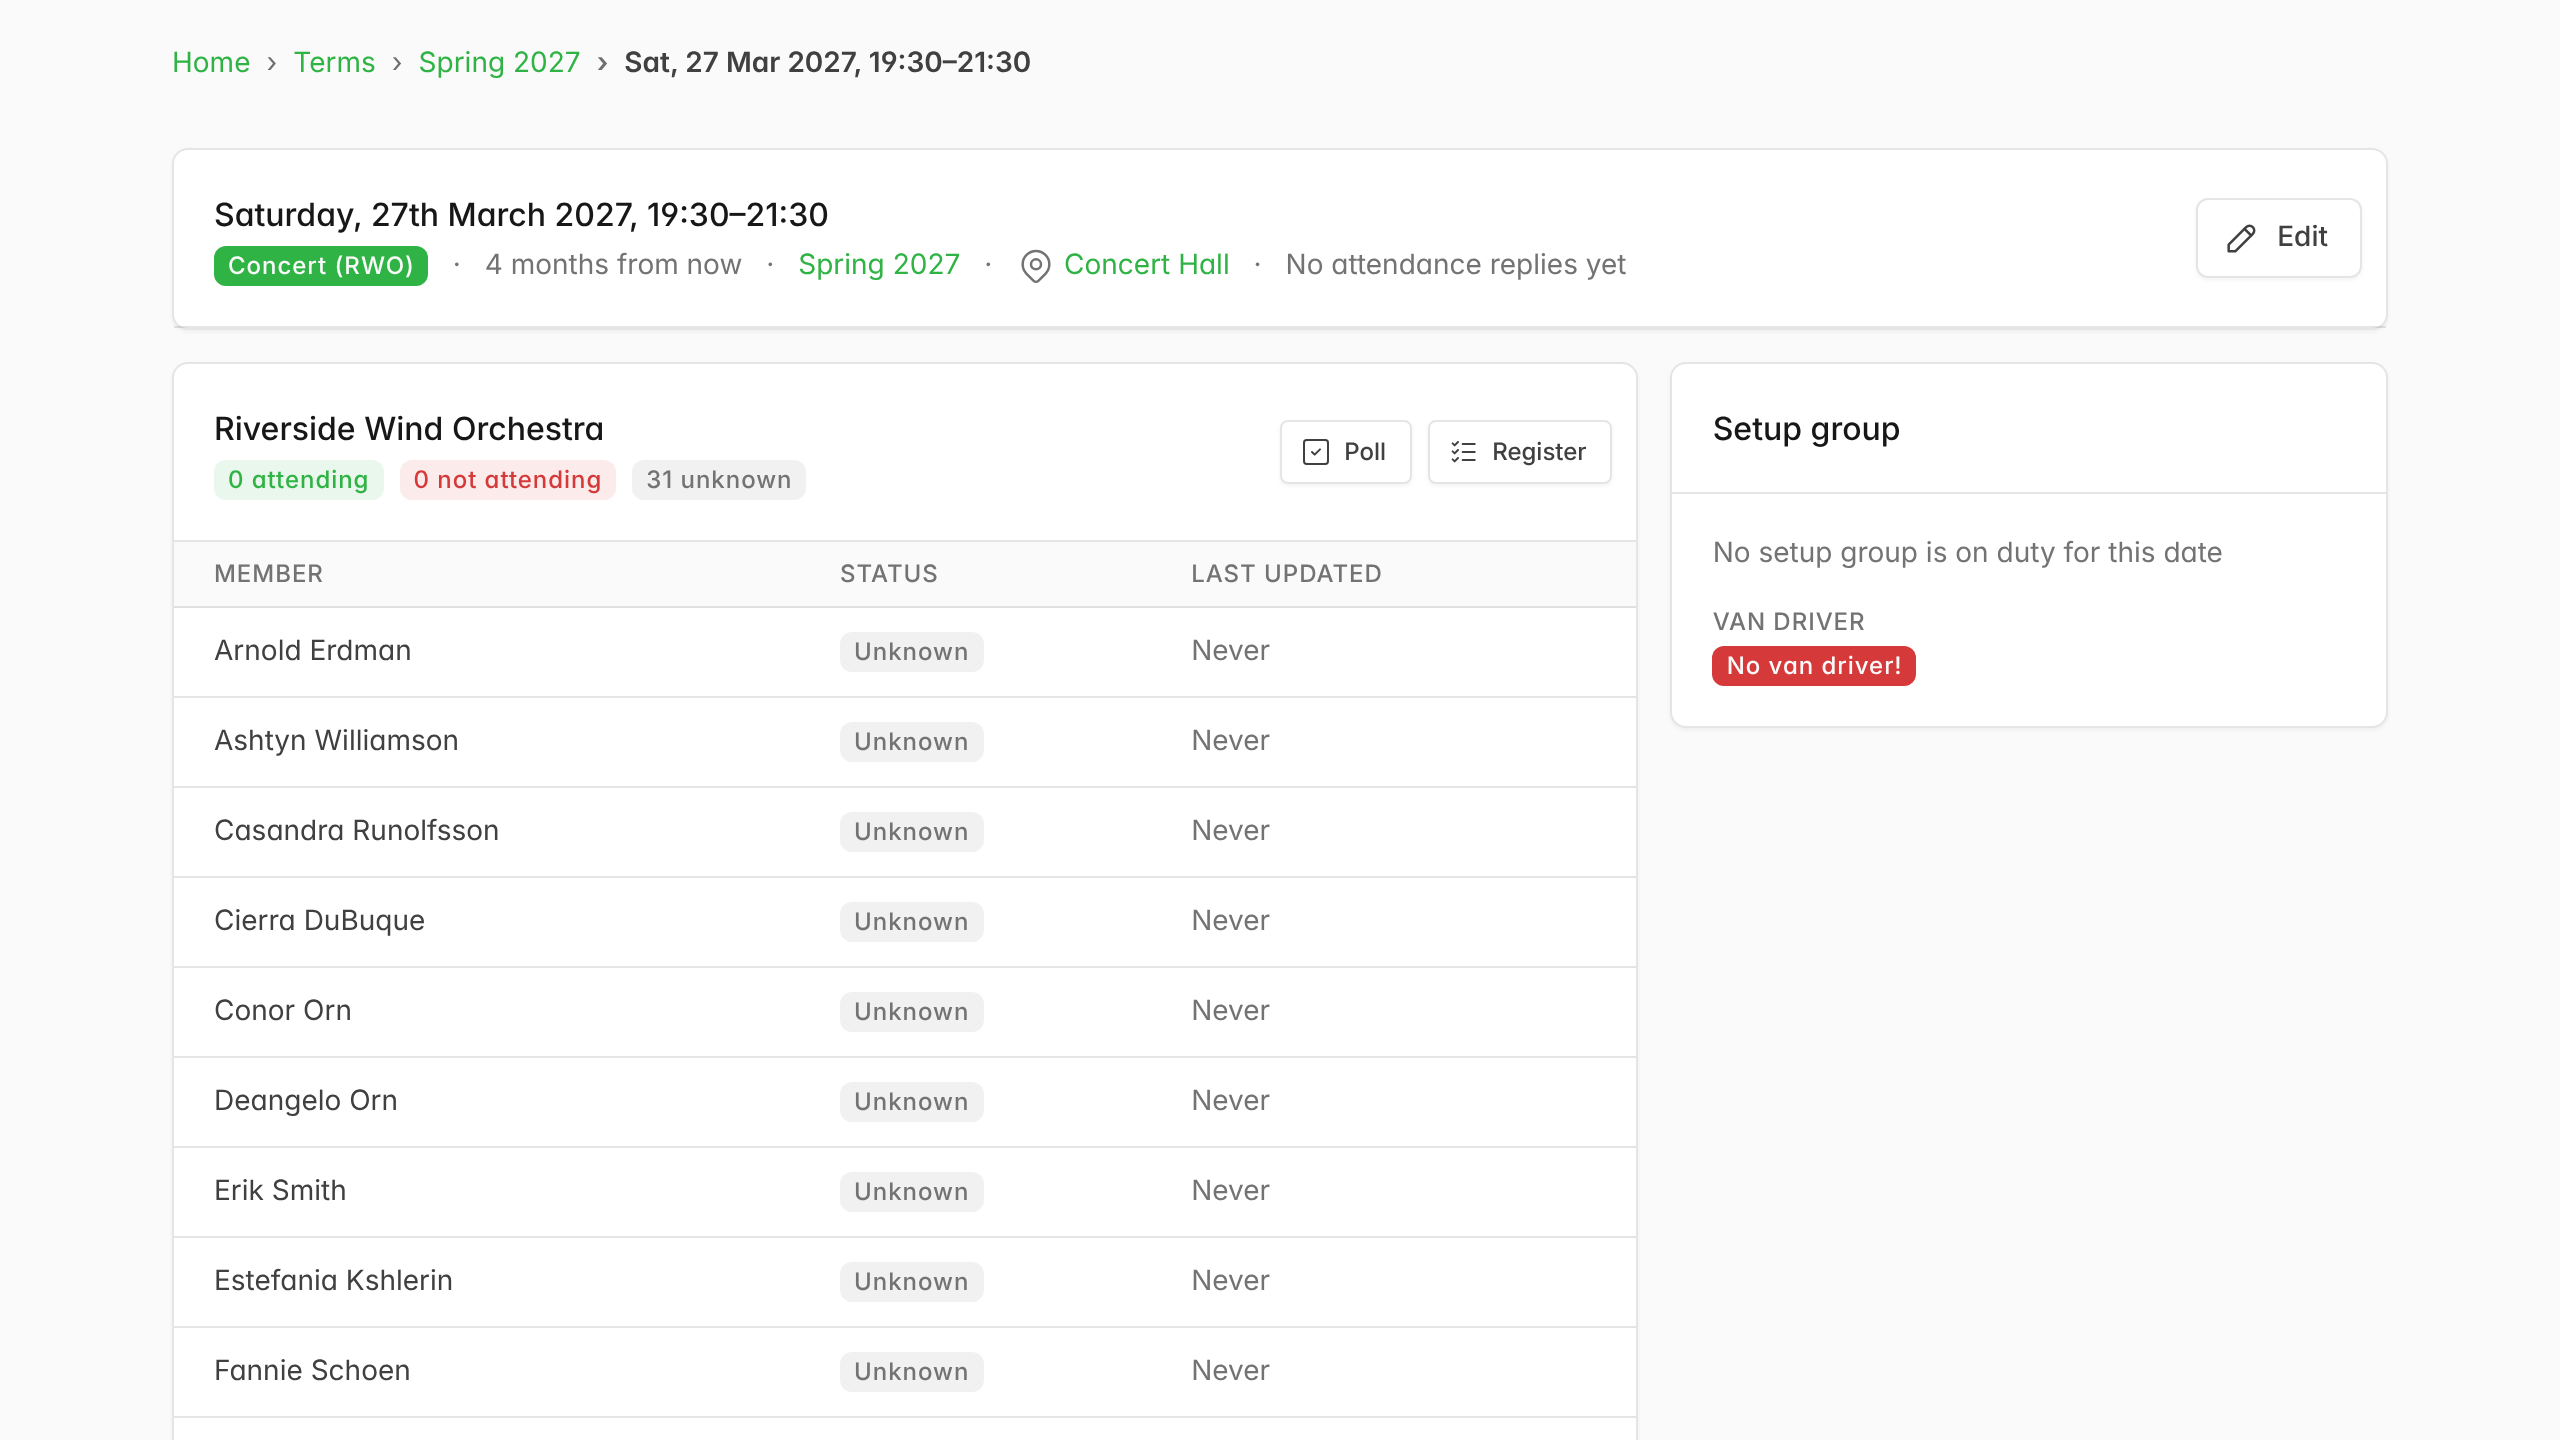 Home › Terms › Spring 2027 › Sat, 27 Mar 2027, 19:30–21:30
Saturday, 27th March 2027, 19:30–21:30
Concert (RWO) · 4 months from now · Spring 2027 · Concert Hall · No attendance replies yet
Edit
Riverside Wind Orchestra
0 attending 0 not attending 31 unknown
Poll Register
MEMBER STATUS LAST UPDATED
Arnold Erdman Unknown Never
Ashtyn Williamson Unknown Never
Casandra Runolfsson Unknown Never
Cierra DuBuque Unknown Never
Conor Orn Unknown Never
Deangelo Orn Unknown Never
Erik Smith Unknown Never
Estefania Kshlerin Unknown Never
Fannie Schoen Unknown Never
Setup group
No setup group is on duty for this date
VAN DRIVER
No van driver!